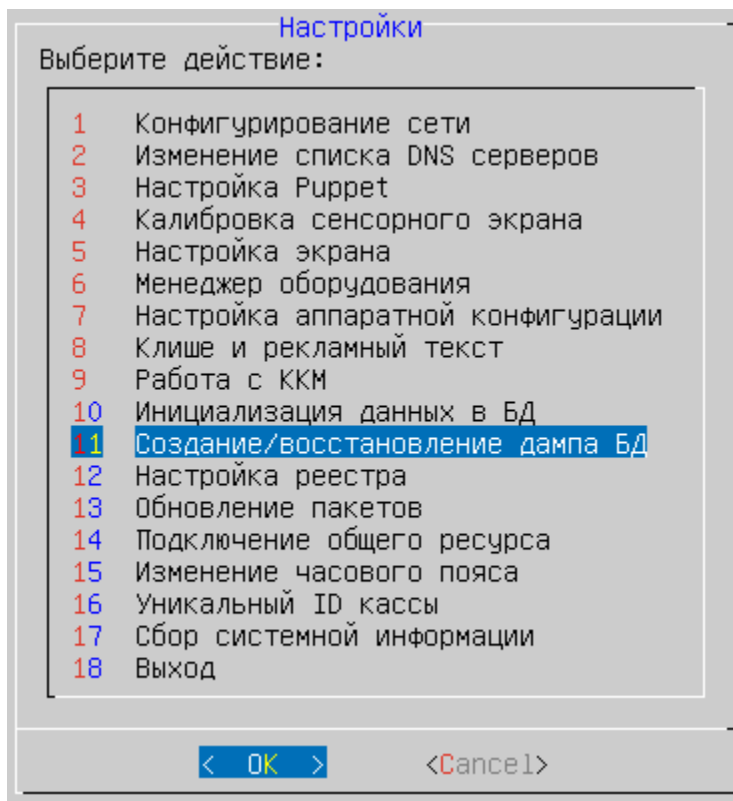 Настройки
Выберите действие:
1 Конфигурирование сети
2 Изменение списка DNS серверов
3 Настройка Puppet
4 Калибровка сенсорного экрана
5 Настройка экрана
6 Менеджер оборудования
7 Настройка аппаратной конфигурации
8 Клише и рекламный текст
9 Работа с ККМ
10 Инициализация данных в БД
11 Создание/восстановление дампа БД
12 Настройка реестра
13 Обновление пакетов
14 Подключение общего ресурса
15 Изменение часового пояса
16 Уникальный ID кассы
17 Сбор системной информации
18 Выход
< OK > <Cancel>